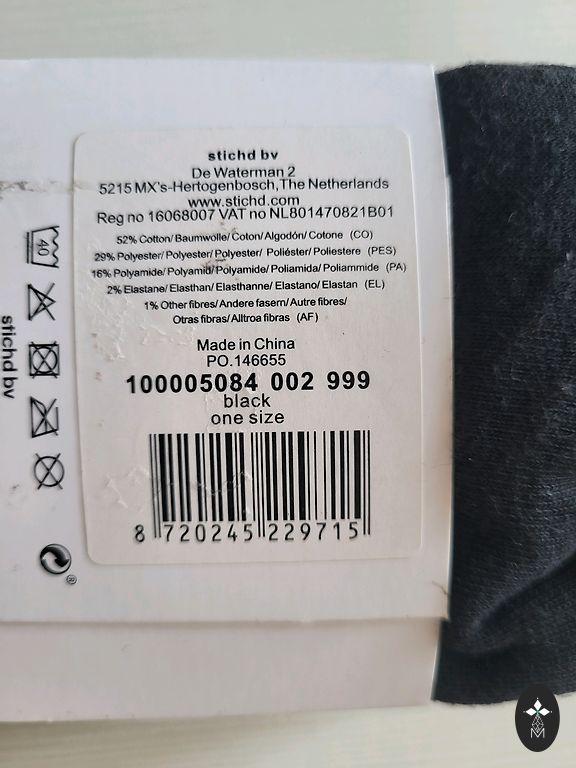 stichd bv
De Waterman 2
5215 MX's-Hertogenbosch, The Netherlands
www.stichd.com
Reg no 16068007 VAT no NL801470821B01
52% Cotton/Baumwolle/Coton/Algodón/Cotone (CO)
29% Polyester/Polyester/Polyester/ Poliéster/Poliestere (PES)
16% Polyamide/Polyamid/Polyamide/Poliamida/Poliammide (PA)
2% Elastane/Elasthan/Elasthanne/Elastano/Elastan (EL)
1% Other fibres/Andere fasern/Autre fibres/
Otras fibras/Alltroa fibras (AF)
Made in China
PO.146655
100005084 002 999
black
one size
8 720245 229715
40
stichd bv
®
M